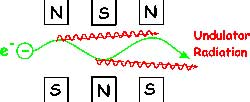 N S N
e⁻ −
Undulator
Radiation
S N S